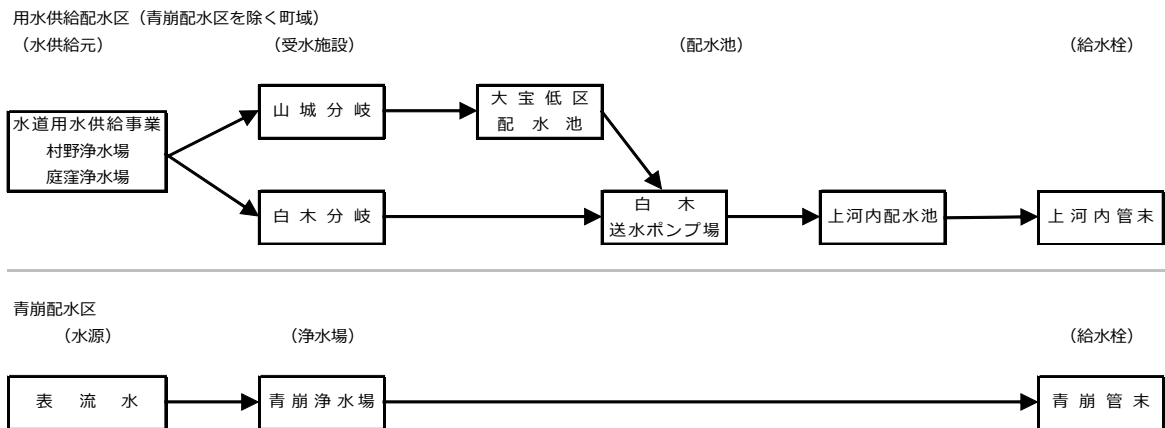 用水供給配水区（青崩配水区を除く町域）
（水供給元）
（受水施設）
（配水池）
（給水栓）
水道用水供給事業
村野浄水場
庭窪浄水場
山城分岐
大宝低区
配水池
白木分岐
白木
送水ポンプ場
上河内配水池
上河内管末
青崩配水区
（水源）
（浄水場）
（給水栓）
表流水
青崩浄水場
青崩管末